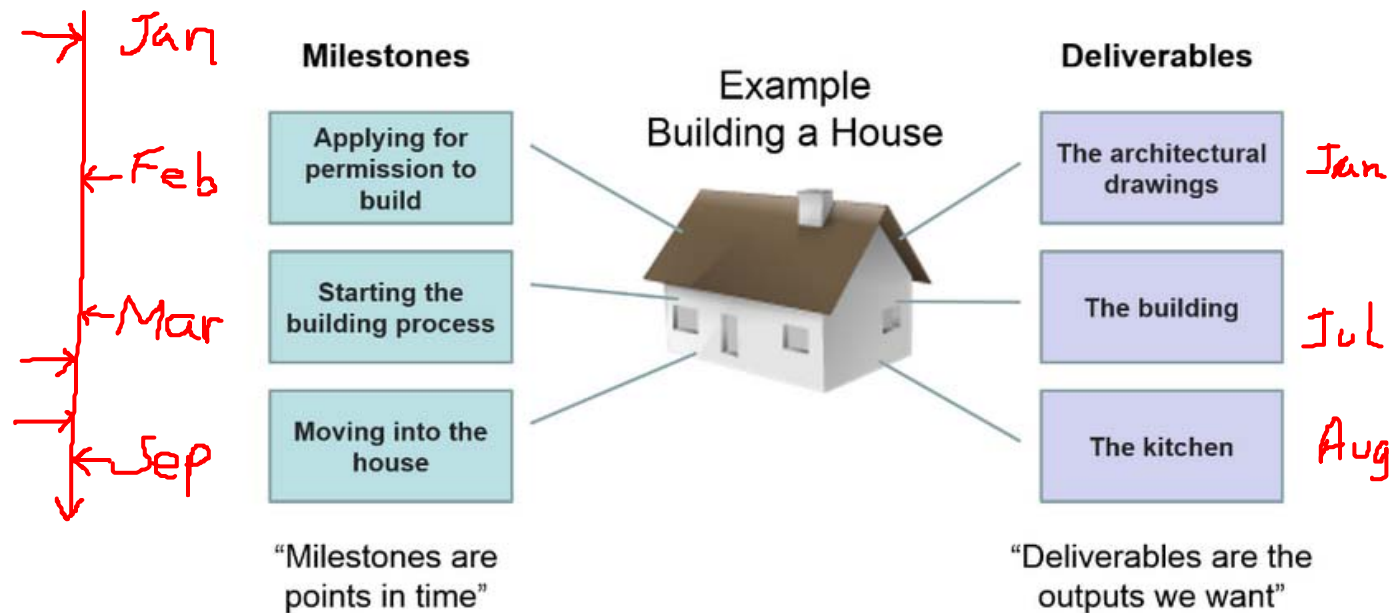 Jan
Feb
Mar
Sep
Milestones
Applying for
permission to
build
Starting the
building process
Moving into the
house
“Milestones are
points in time”
Example
Building a House
Deliverables
The architectural
drawings
Jan
The building
Jul
The kitchen
Aug
“Deliverables are the
outputs we want”